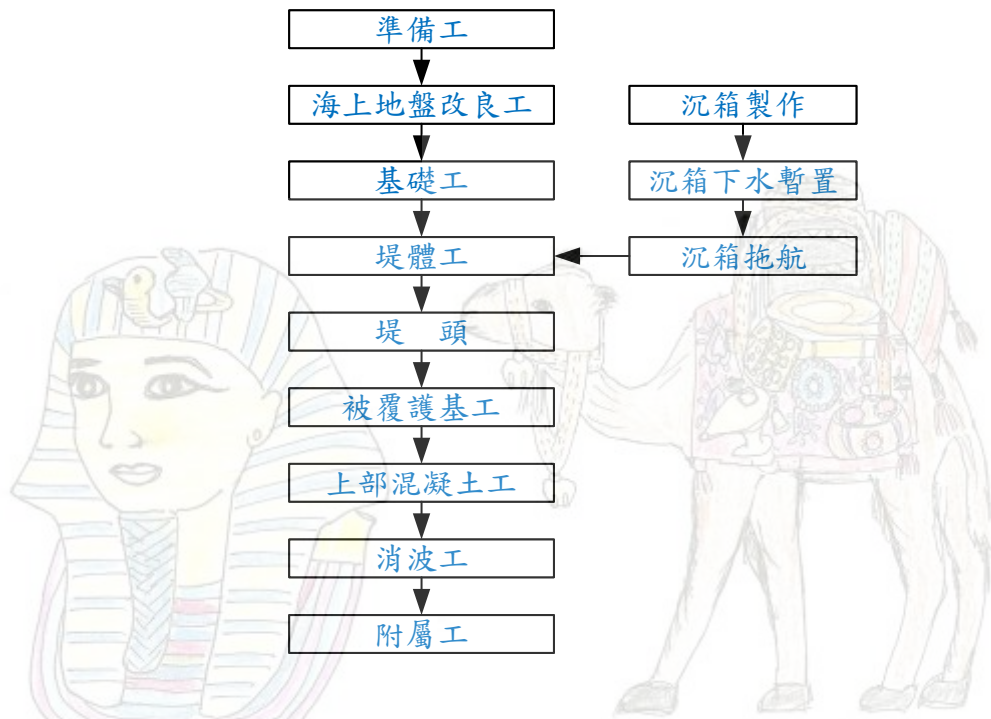 準備工
海上地盤改良工
沉箱製作
基礎工
沉箱下水暫置
堤體工
沉箱拖航
堤　頭
被覆護基工
上部混凝土工
消波工
附屬工